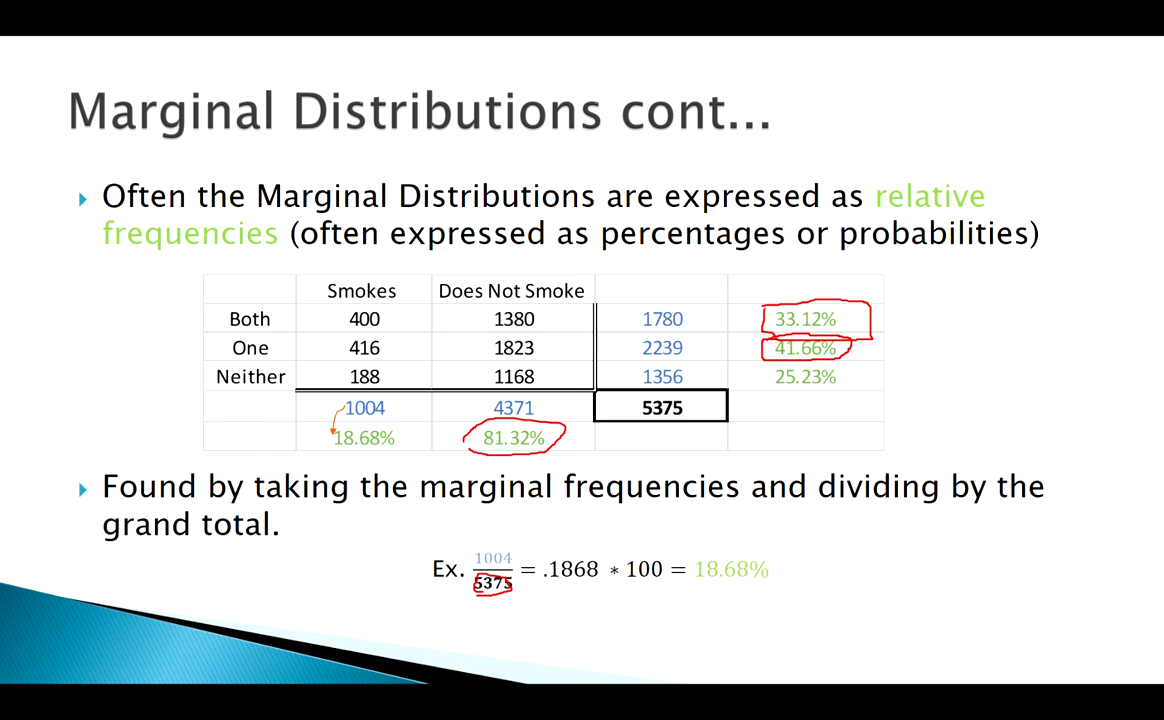 Marginal Distributions cont...
Often the Marginal Distributions are expressed as relative
frequencies (often expressed as percentages or probabilities)
Smokes Does Not Smoke
Both 400 1380 1780 33.12%
One 416 1823 2239 41.66%
Neither 188 1168 1356 25.23%
1004 4371 5375
18.68% 81.32%
Found by taking the marginal frequencies and dividing by the
grand total.
Ex. 1004/5375 = .1868 * 100 = 18.68%